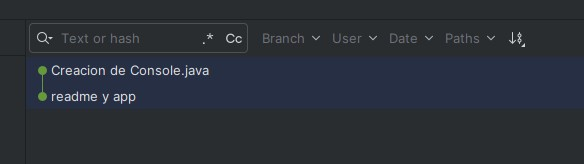 Text or hash .* Cc Branch User Date Paths
Creacion de Console.java
readme y app